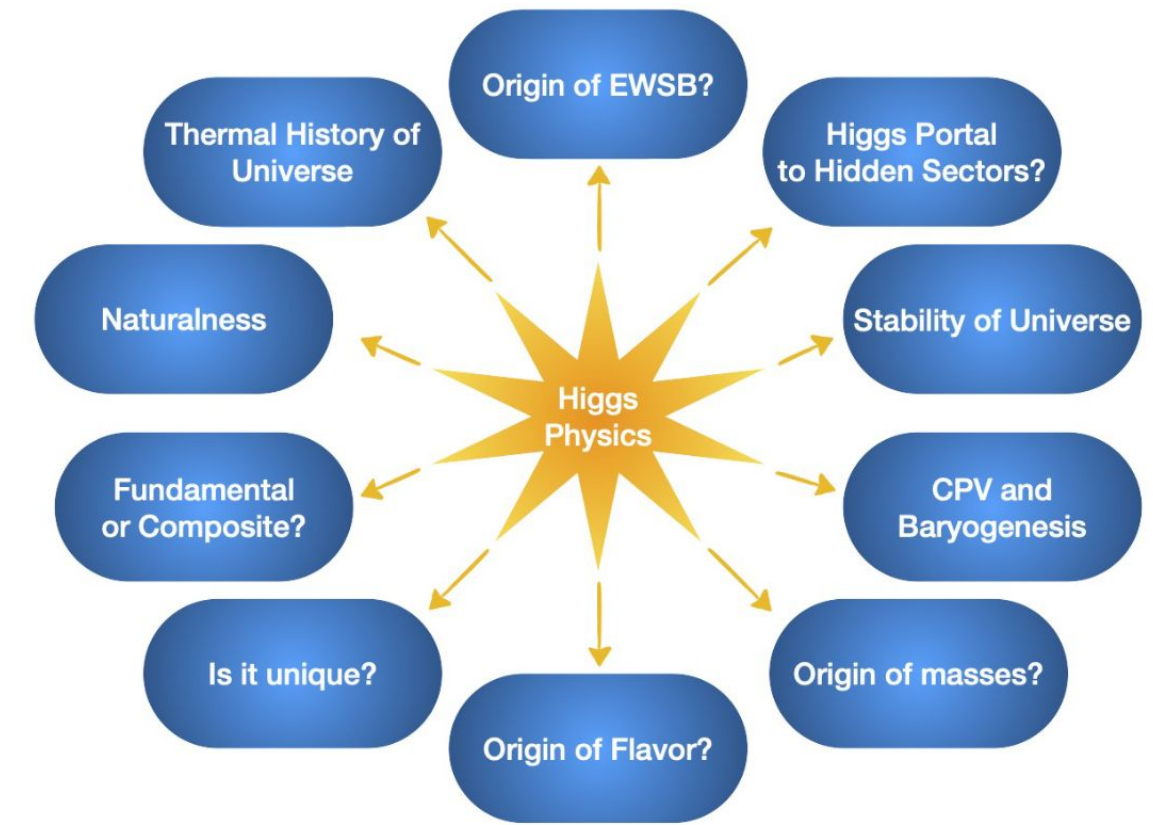 Origin of EWSB?
Thermal History of
Universe
Higgs Portal
to Hidden Sectors?
Naturalness
Stability of Universe
Higgs
Physics
Fundamental
or Composite?
CPV and
Baryogenesis
Is it unique?
Origin of masses?
Origin of Flavor?